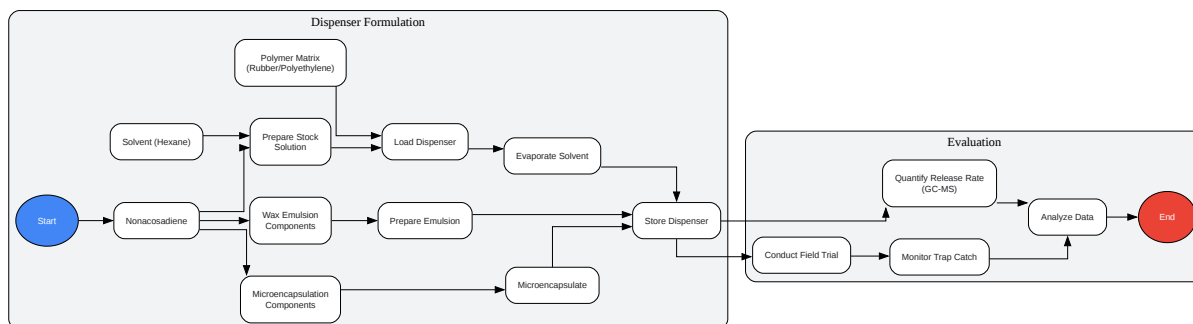 Dispenser Formulation
Polymer Matrix
(Rubber/Polyethylene)
Solvent (Hexane)
Prepare Stock
Solution
Load Dispenser
Evaporate Solvent
Start
Nonacosadiene
Wax Emulsion
Components
Prepare Emulsion
Store Dispenser
Microencapsulation
Components
Microencapsulate
Evaluation
Quantify Release Rate
(GC-MS)
Analyze Data
End
Conduct Field Trial
Monitor Trap Catch